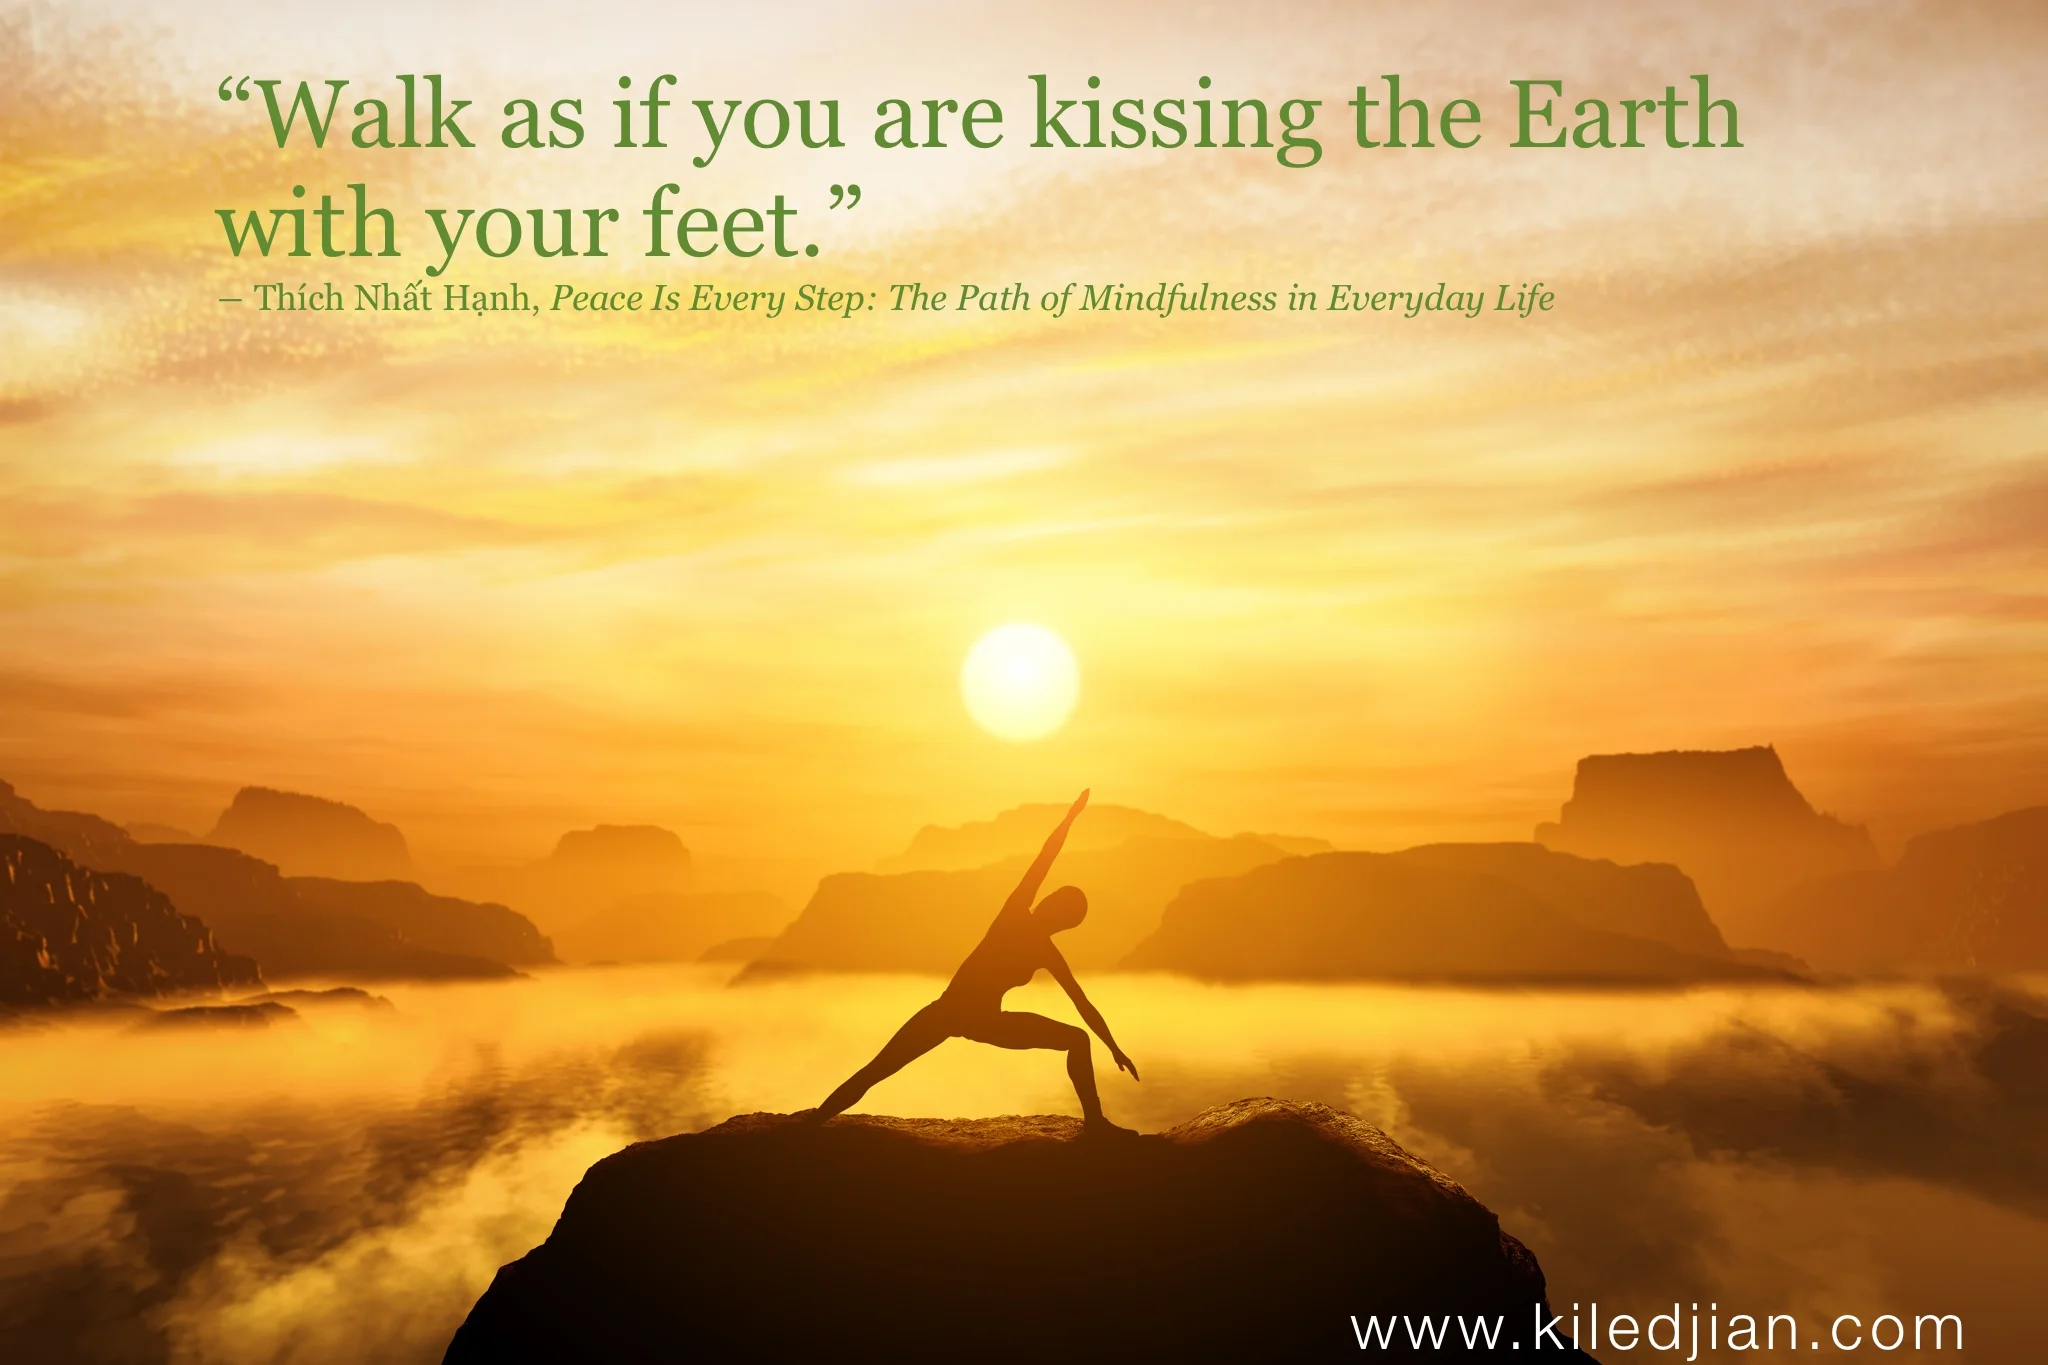 “Walk as if you are kissing the Earth
with your feet.”
― Thích Nhất Hạnh, Peace Is Every Step: The Path of Mindfulness in Everyday Life
www.kiledjian.com